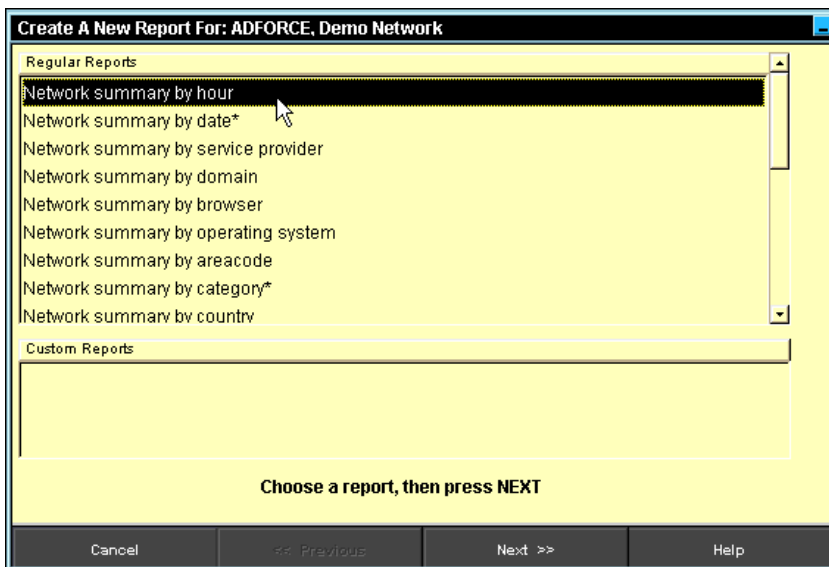 Create A New Report For: ADFORCE, Demo Network
Regular Reports
Network summary by hour
Network summary by date*
Network summary by service provider
Network summary by domain
Network summary by browser
Network summary by operating system
Network summary by areacode
Network summary by category*
Network summary by country
Custom Reports
Choose a report, then press NEXT
Cancel
<< Previous
Next >>
Help